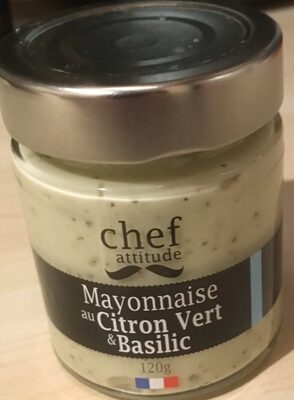 chef
attitude
Mayonnaise
au Citron Vert
& Basilic
120g